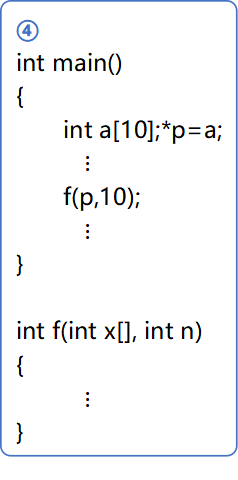 ④
int main()
{
int a[10];*p=a;
⋮
f(p,10);
⋮
}
int f(int x[], int n)
{
⋮
}